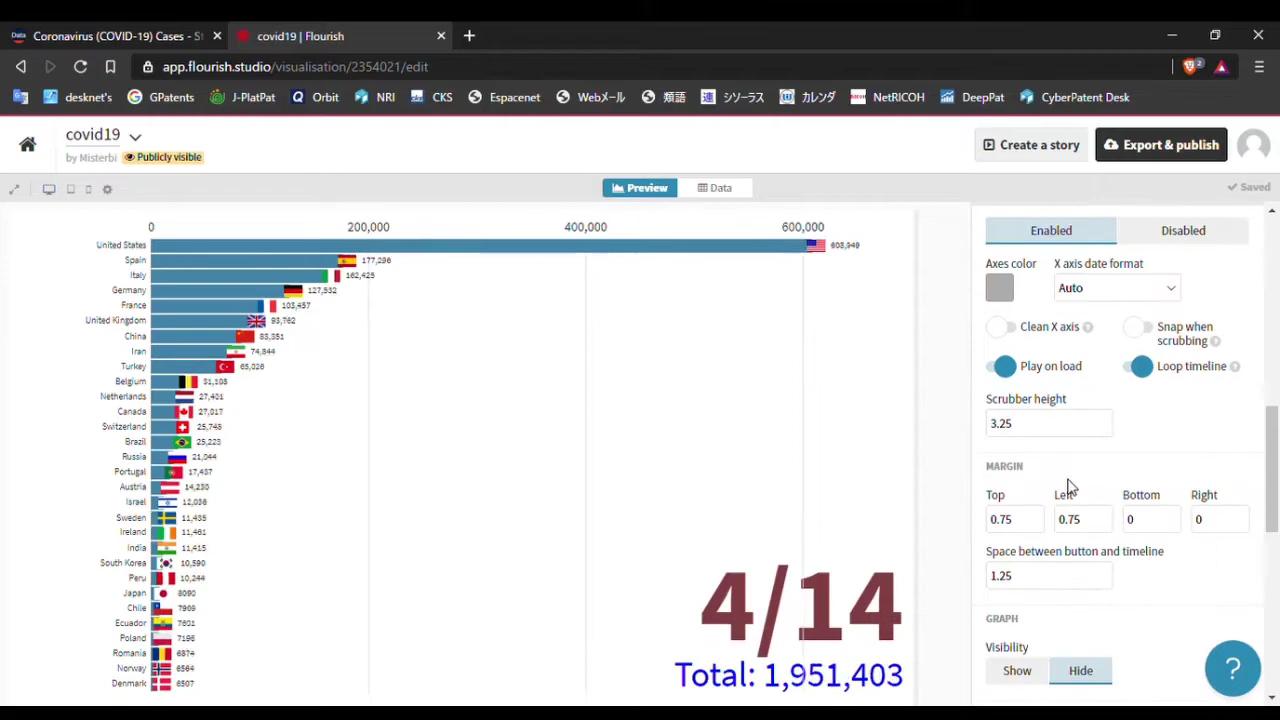 Coronavirus (COVID-19) Cases - St
covid19 | Flourish
app.flourish.studio/visualisation/2354021/edit
2
desknet's
GPatents
J-PlatPat
Orbit
NRI
CKS
Espacenet
Webメール
類語
シソーラス
カレンダ
NetRICOH
DeepPat
CyberPatent Desk
covid19
by Misterbi
Publicly visible
Create a story
Export & publish
Preview
Data
Saved
0 200,000 400,000 600,000
United States 603,949
Spain 177,296
Italy 162,425
Germany 127,532
France 103,457
United Kingdom 93,762
China 83,351
Iran 74,844
Turkey 65,026
Belgium 31,108
Netherlands 27,401
Canada 27,017
Switzerland 25,743
Brazil 25,223
Russia 21,044
Portugal 17,437
Austria 14,230
Israel 12,036
Sweden 11,435
Ireland 11,461
India 11,415
South Korea 10,590
Peru 10,244
Japan 8090
Chile 7909
Ecuador 7601
Poland 7196
Romania 6874
Norway 6564
Denmark 6507
4/14
Total: 1,951,403
Enabled
Disabled
Axes color
X axis date format
Auto
Clean X axis
Snap when
scrubbing
Play on load
Loop timeline
Scrubber height
3.25
MARGIN
Top Left Bottom Right
0.75 0.75 0 0
Space between button and timeline
1.25
GRAPH
Visibility
Show
Hide
?